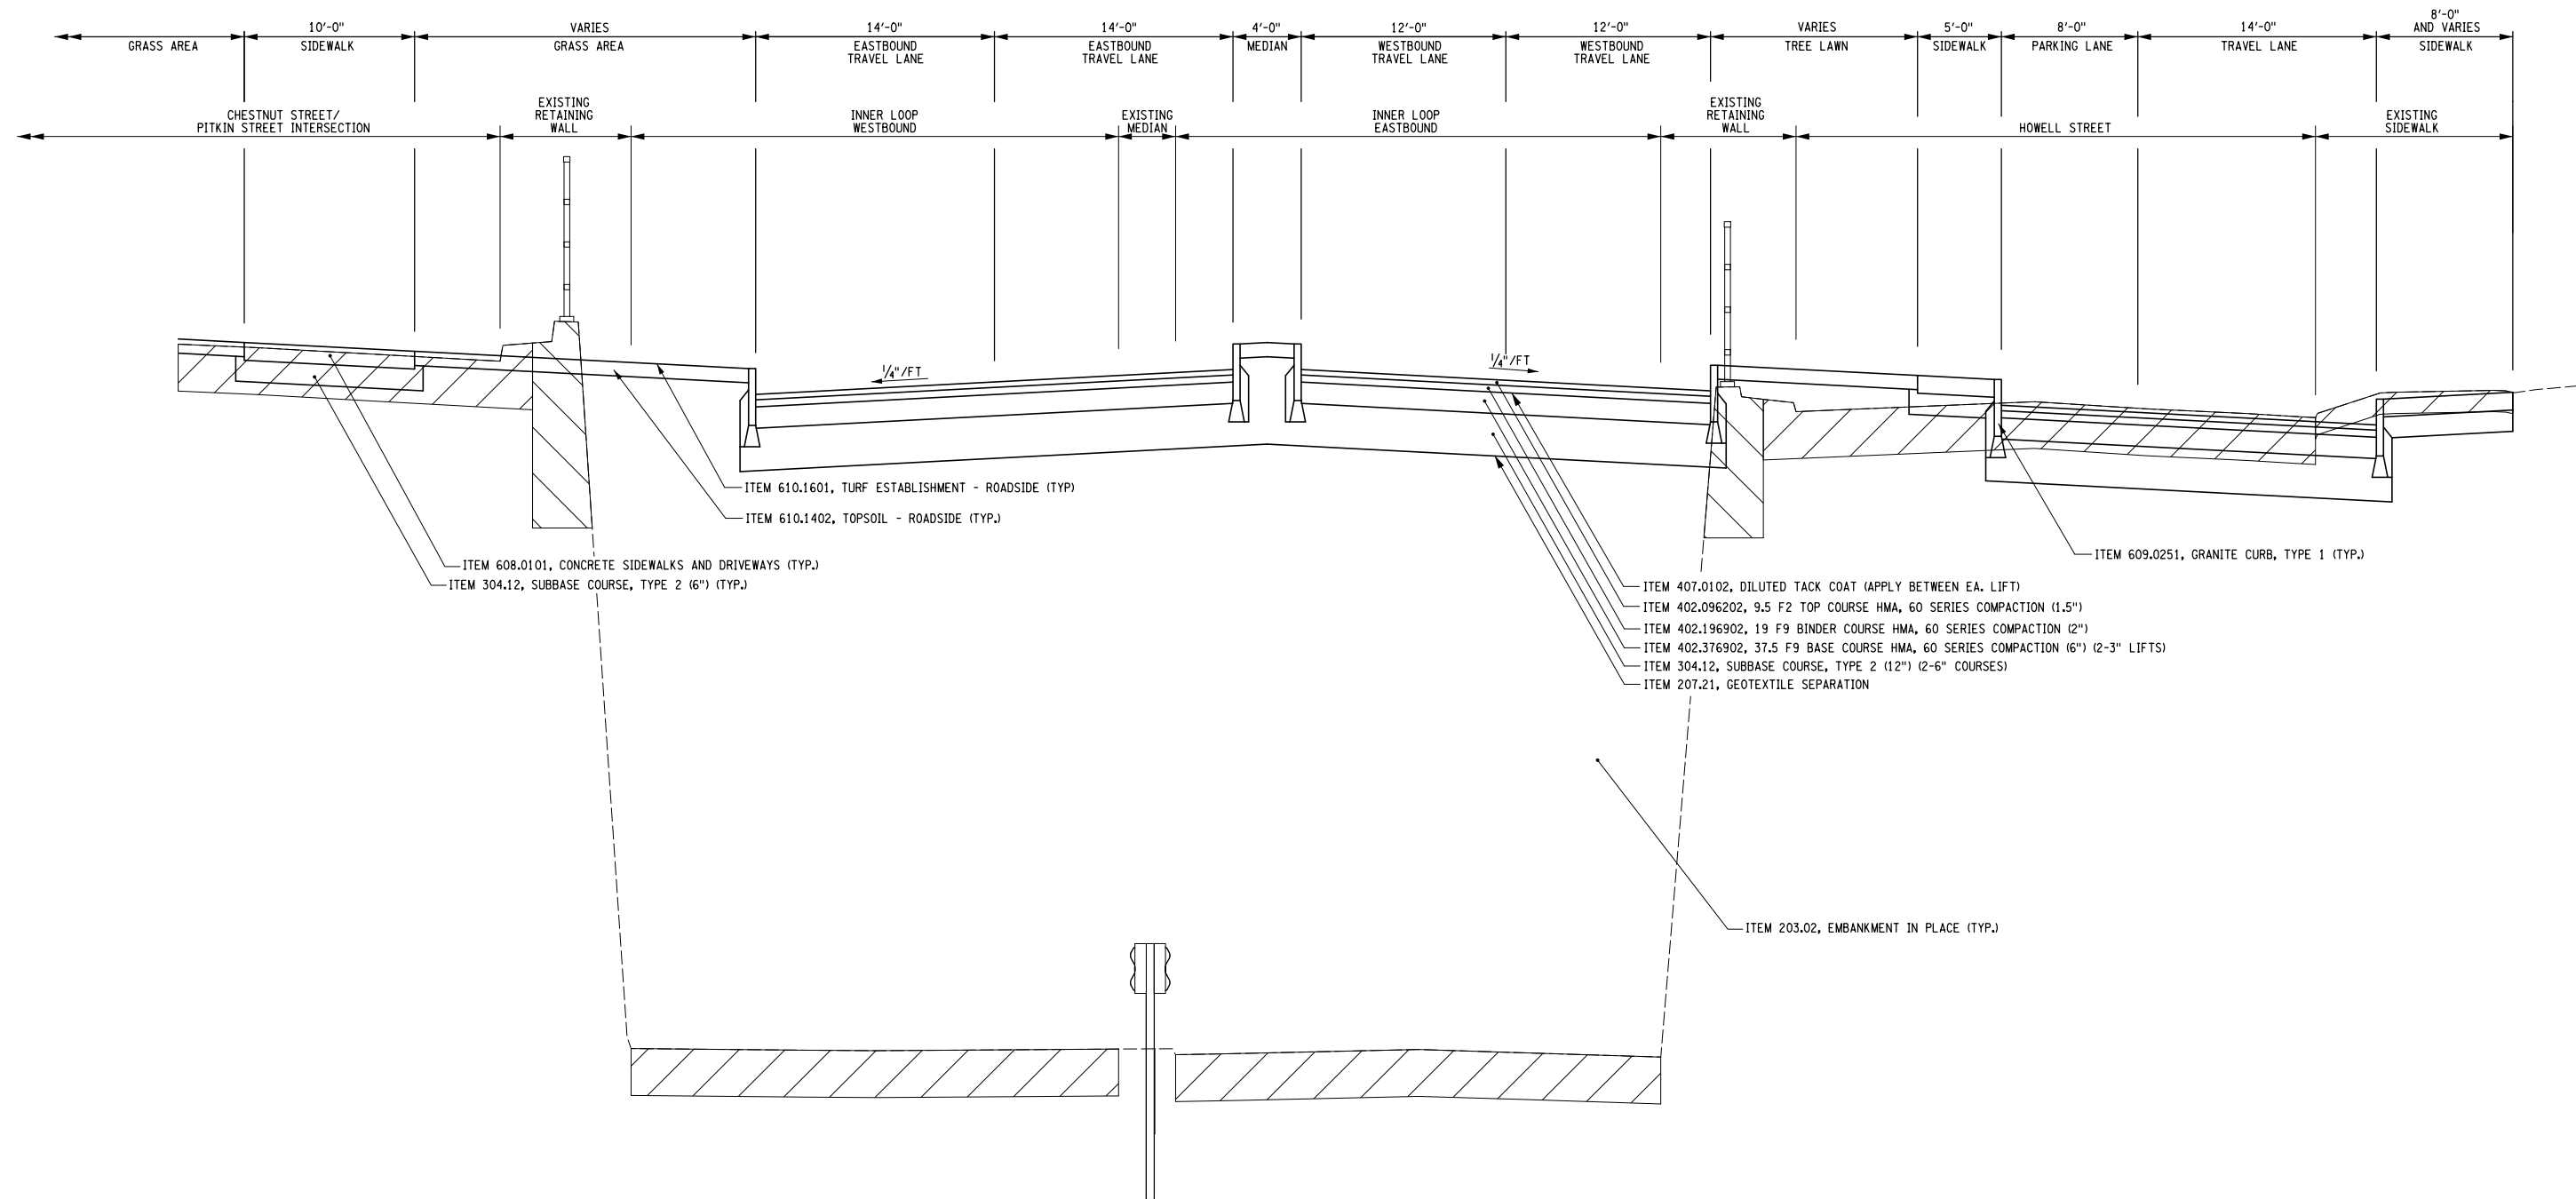 10'-0"
VARIES
14'-0"
14'-0"
4'-0"
12'-0"
12'-0"
VARIES
5'-0"
8'-0"
14'-0"
8'-0"
AND VARIES
GRASS AREA
SIDEWALK
GRASS AREA
EASTBOUND
TRAVEL LANE
EASTBOUND
TRAVEL LANE
MEDIAN
WESTBOUND
TRAVEL LANE
WESTBOUND
TRAVEL LANE
TREE LAWN
SIDEWALK
PARKING LANE
TRAVEL LANE
SIDEWALK
CHESTNUT STREET/
PITKIN STREET INTERSECTION
EXISTING
RETAINING
WALL
INNER LOOP
WESTBOUND
EXISTING
MEDIAN
INNER LOOP
EASTBOUND
EXISTING
RETAINING
WALL
HOWELL STREET
EXISTING
SIDEWALK
1/4"/FT
1/4"/FT
ITEM 610.1601, TURF ESTABLISHMENT - ROADSIDE (TYP)
ITEM 610.1402, TOPSOIL - ROADSIDE (TYP.)
ITEM 608.0101, CONCRETE SIDEWALKS AND DRIVEWAYS (TYP.)
ITEM 304.12, SUBBASE COURSE, TYPE 2 (6") (TYP.)
ITEM 609.0251, GRANITE CURB, TYPE 1 (TYP.)
ITEM 407.0102, DILUTED TACK COAT (APPLY BETWEEN EA. LIFT)
ITEM 402.096202, 9.5 F2 TOP COURSE HMA, 60 SERIES COMPACTION (1.5")
ITEM 402.196902, 19 F9 BINDER COURSE HMA, 60 SERIES COMPACTION (2")
ITEM 402.376902, 37.5 F9 BASE COURSE HMA, 60 SERIES COMPACTION (6") (2-3" LIFTS)
ITEM 304.12, SUBBASE COURSE, TYPE 2 (12") (2-6" COURSES)
ITEM 207.21, GEOTEXTILE SEPARATION
ITEM 203.02, EMBANKMENT IN PLACE (TYP.)